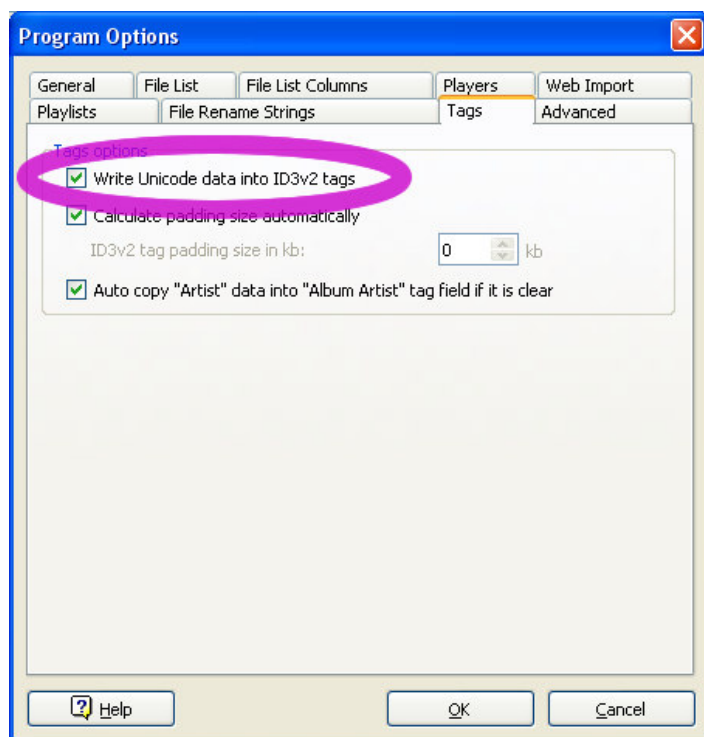 Program Options
General File List File List Columns Players Web Import
Playlists File Rename Strings Tags Advanced
Tags options
Write Unicode data into ID3v2 tags
Calculate padding size automatically
ID3v2 tag padding size in kb: 0 kb
Auto copy "Artist" data into "Album Artist" tag field if it is clear
Help OK Cancel